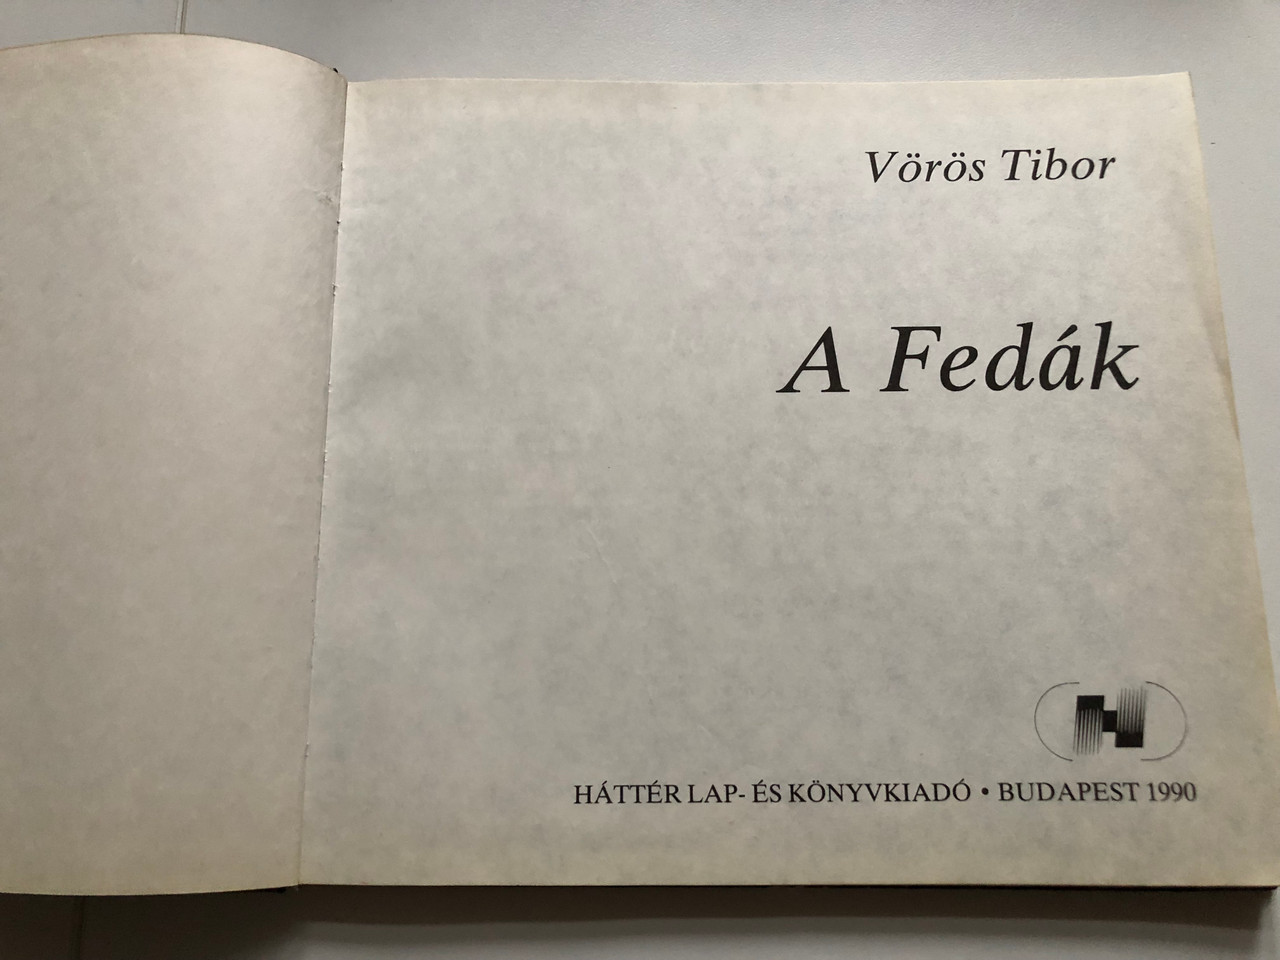 Vörös Tibor
A Fedák
HÁTTÉR LAP- ÉS KÖNYVKIADÓ • BUDAPEST 1990